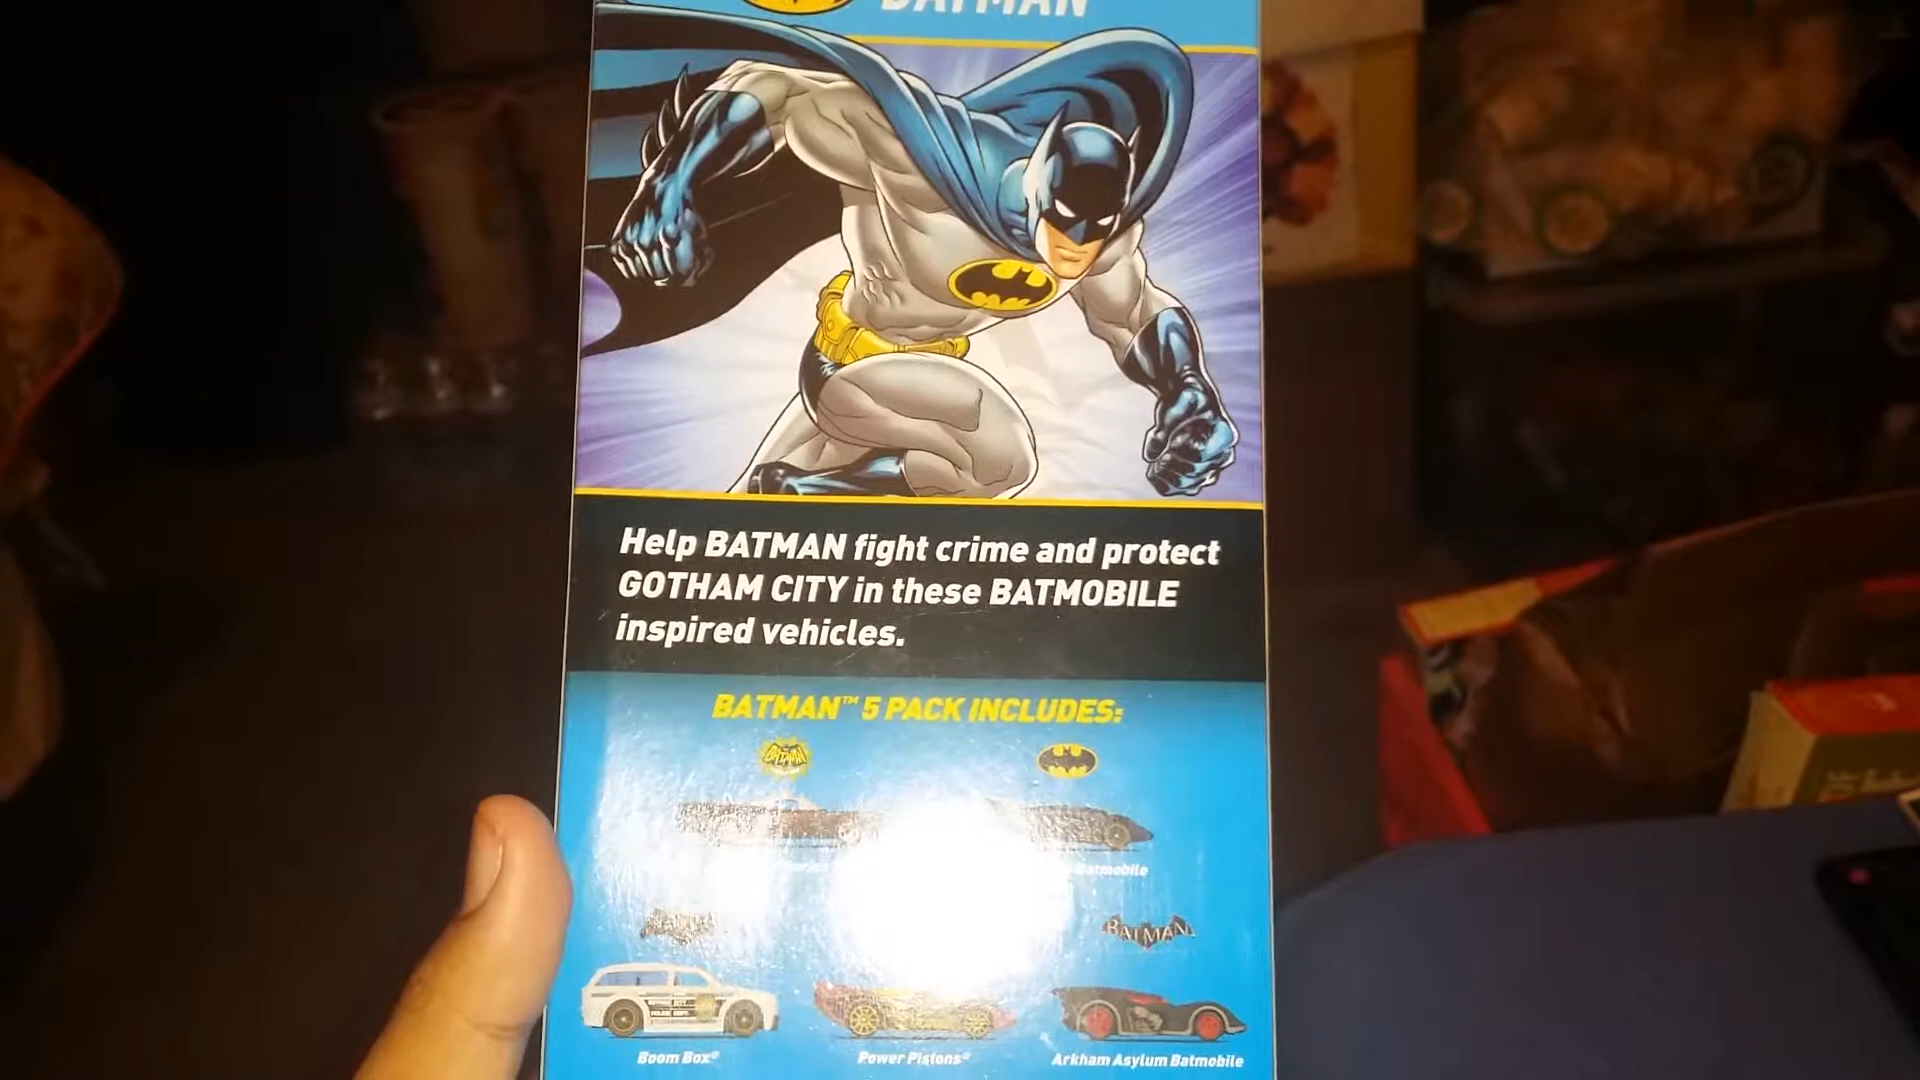 BATMAN
Help BATMAN fight crime and protect
GOTHAM CITY in these BATMOBILE
inspired vehicles.
BATMAN™ 5 PACK INCLUDES:
BATMAN
Batmobile
BATMAN
Boom Box®
Power Pistons®
Arkham Asylum Batmobile